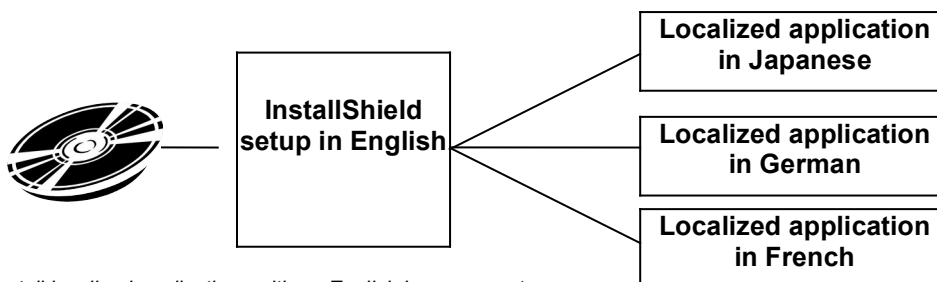 Localized application
in Japanese
InstallShield
setup in English
Localized application
in German
Localized application
in French